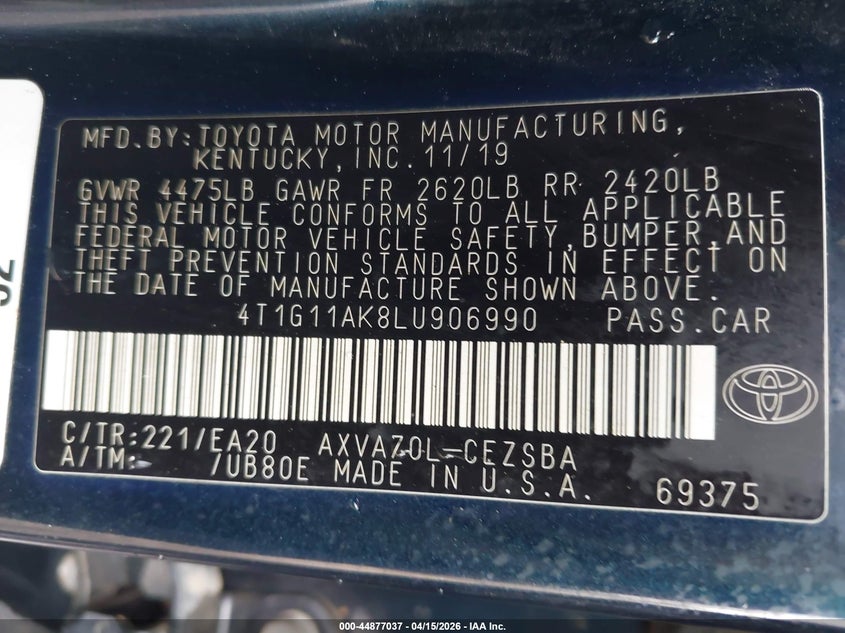 MFD.BY:TOYOTA MOTOR MANUFACTURING,
KENTUCKY,INC.11/19
GVWR 4475LB GAWR FR 2620LB RR 2420LB
THIS VEHICLE CONFORMS TO ALL APPLICABLE
FEDERAL MOTOR VEHICLE SAFETY,BUMPER,AND
THEFT PREVENTION STANDARDS IN EFFECT ON
THE DATE OF MANUFACTURE SHOWN ABOVE.
4T1G11AK8LU906990 PASS.CAR
C/TR:221/EA20 AXVA70L-CEZSBA
A/TM: /UB80E MADE IN U.S.A. 69375
000-44877037 - 04/15/2026 - IAA Inc.